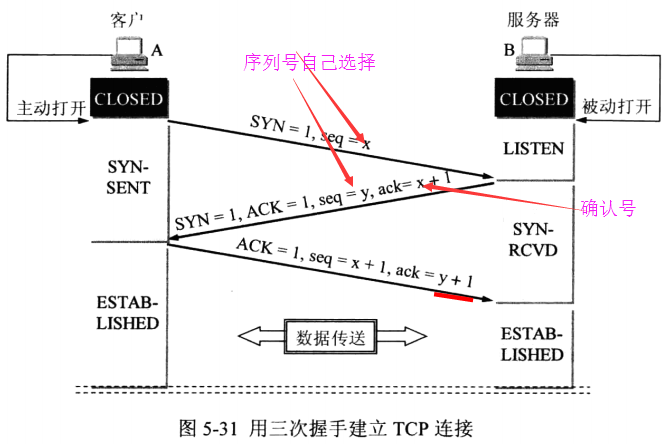 客户
服务器
A
B
序列号自己选择
CLOSED
CLOSED
主动打开
被动打开
SYN = 1, seq = x
LISTEN
SYN-
SENT
SYN = 1, ACK = 1, seq = y, ack= x + 1
确认号
SYN-
RCVD
ACK = 1, seq = x + 1, ack = y + 1
ESTAB-
LISHED
数据传送
ESTAB-
LISHED
图 5-31 用三次握手建立 TCP 连接